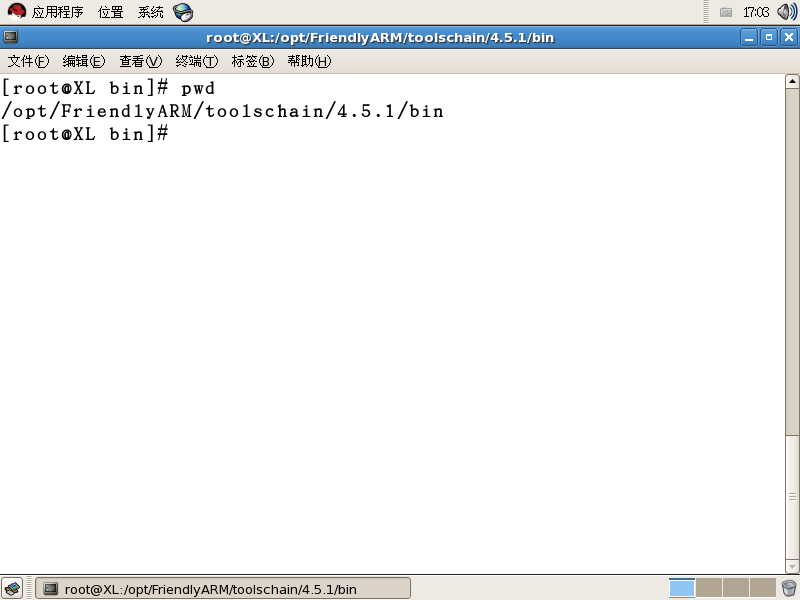 应用程序 位置 系统 17:03
root@XL:/opt/FriendlyARM/toolschain/4.5.1/bin
文件(F) 编辑(E) 查看(V) 终端(T) 标签(B) 帮助(H)
[root@XL bin]# pwd
/opt/FriendlyARM/toolschain/4.5.1/bin
[root@XL bin]#
root@XL:/opt/FriendlyARM/toolschain/4.5.1/bin